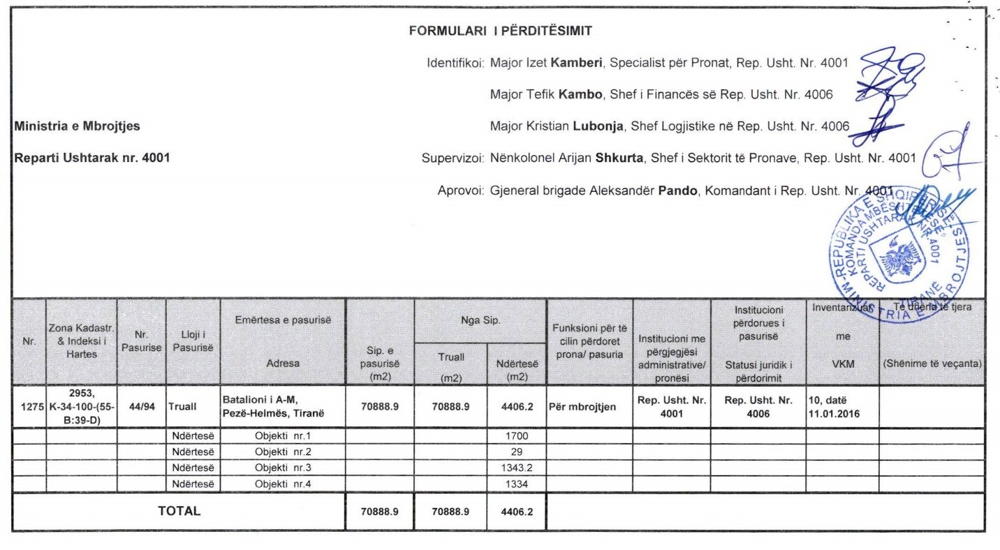 FORMULARI I PËRDITËSIMIT
Identifikoi: Major Izet Kamberi, Specialist për Pronat, Rep. Usht. Nr. 4001
Major Tefik Kambo, Shef i Financës së Rep. Usht. Nr. 4006
Ministria e Mbrojtjes
Major Kristian Lubonja, Shef Logjistike në Rep. Usht. Nr. 4006
Reparti Ushtarak nr. 4001
Supervizoi: Nënkolonel Arijan Shkurta, Shef i Sektorit të Pronave, Rep. Usht. Nr. 4001
Aprovoi: Gjeneral brigade Aleksandër Pando, Komandant i Rep. Usht. Nr. 4001
REPUBLIKA E SHQIPËRISË
MINISTRIA E MBROJTJES
KOMANDA MBËSHTETËSE
REPARTI USHTARAK NR.4001
TIRANË
Nr.
Zona Kadastr.
& Indeksi i
Hartes
Nr.
Pasurise
Lloji i
Pasurisë
Emërtesa e pasurisë
Adresa
Sip. e
pasurisë
(m2)
Nga Sip.
Truall
(m2)
Ndërtesë
(m2)
Funksioni për të
cilin përdoret
prona/ pasuria
Institucioni me
përgjegjësi
administrative/
pronësi
Institucioni
përdorues i
pasurisë
Statusi juridik i
përdorimit
Inventarizuar
me
VKM
Të dhëna të tjera
(Shënime të veçanta)
1275 2953, K-34-100-(55-B:39-D) 44/94 Truall Batalioni i A-M, Pezë-Helmës, Tiranë 70888.9 70888.9 4406.2 Për mbrojtjen Rep. Usht. Nr. 4001 Rep. Usht. Nr. 4006 10, datë 11.01.2016
Ndërtesë Objekti nr.1 1700
Ndërtesë Objekti nr.2 29
Ndërtesë Objekti nr.3 1343.2
Ndërtesë Objekti nr.4 1334
TOTAL 70888.9 70888.9 4406.2